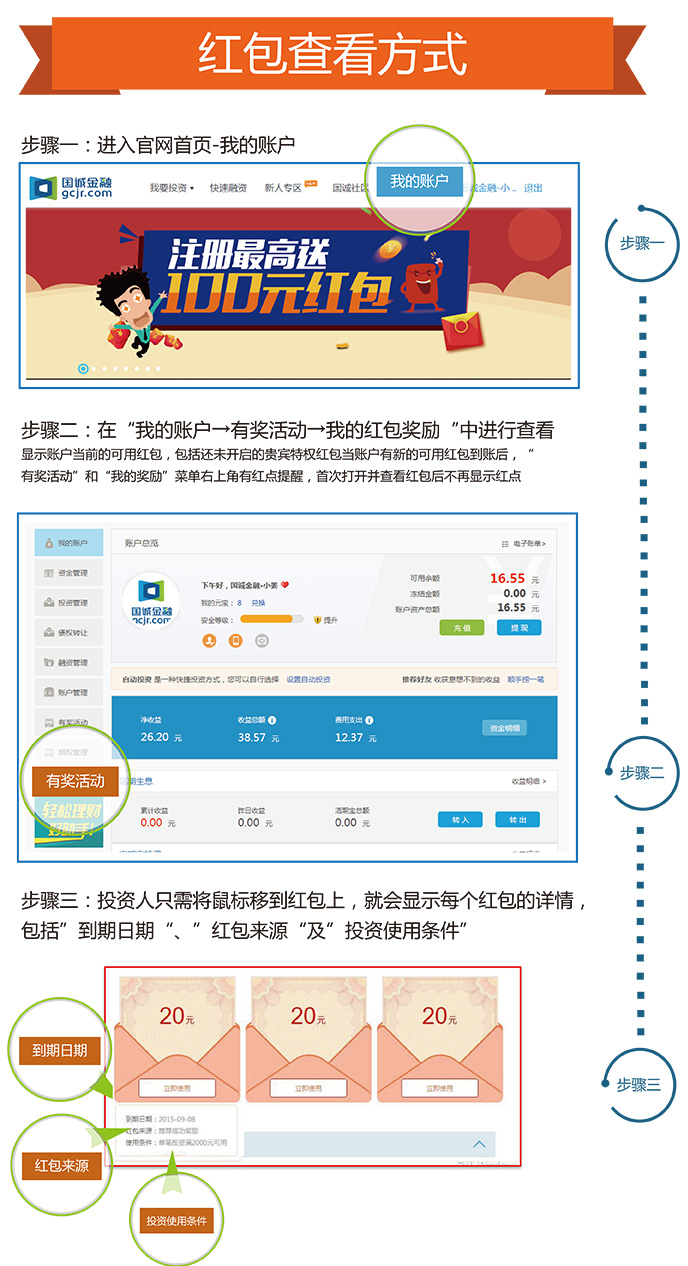 红包查看方式
步骤一：进入官网首页-我的账户
国诚金融
gcjr.com
我要投资 快速融资 新人专区 国诚社区 我的账户 诚金融-小.. 退出
注册最高送
100元红包
步骤一
步骤二：在“我的账户→有奖活动→我的红包奖励“中进行查看
显示账户当前的可用红包，包括还未开启的贵宾特权红包当账户有新的可用红包到账后，“
有奖活动”和“我的奖励”菜单右上角有红点提醒，首次打开并查看红包后不再显示红点
我的账户
资金管理
投资管理
债权转让
融资管理
账户管理
有奖活动
有奖活动
轻松理财
好助手!
账户总览 电子账单>
国诚金融
gcjr.com
下午好，国诚金融-小姜
我的元宝：8 兑换
安全等级： 提升
可用余额 16.55 元
冻结金额 0.00 元
账户资产总额 16.55 元
充值 提现
自动投资 是一种快捷投资方式，您可以自行选择 设置自动投资 推荐好友 收获意想不到的收益 顺手捞一笔
净收益 收益总额 费用支出
26.20 元 38.57 元 12.37 元
资金明细
期生息 收益明细 >
累计收益 昨日收益 活期宝总额
0.00 元 0.00 元 0.00 元
转入 转出
步骤二
步骤三：投资人只需将鼠标移到红包上，就会显示每个红包的详情，
包括”到期日期“、”红包来源“及”投资使用条件”
20元 20元 20元
立即使用 立即使用 立即使用
到期日期：2015-09-08
红包来源：推荐成功奖励
使用条件：单笔投资满2000元可用
到期日期
红包来源
投资使用条件
步骤三